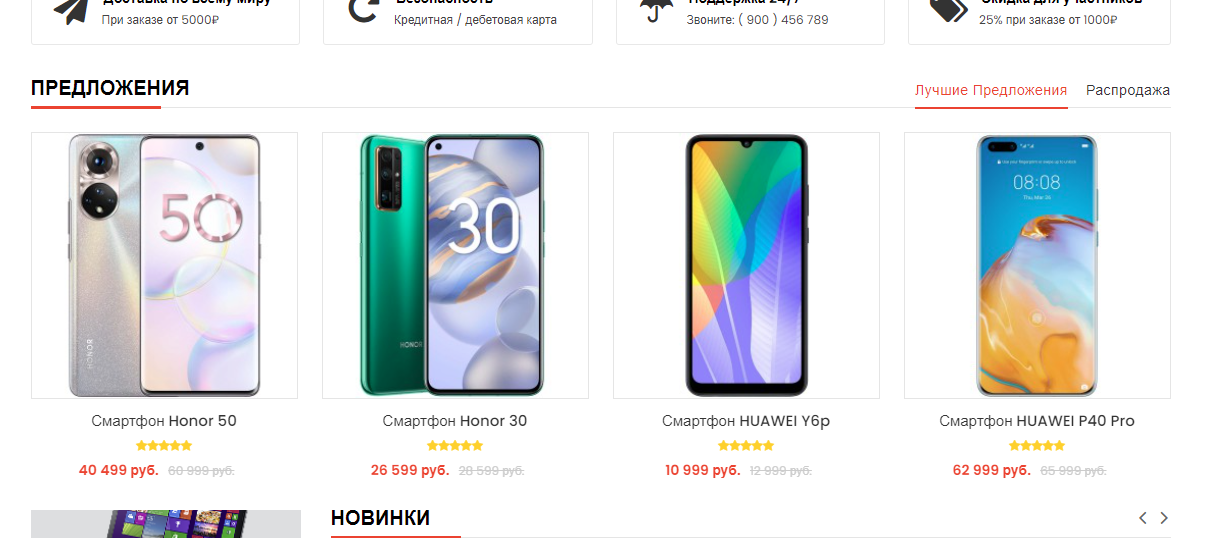 Доставка по всему миру
При заказе от 5000₽
Безопасность
Кредитная / дебетовая карта
Поддержка 24/7
Звоните: ( 900 ) 456 789
Скидка для участников
25% при заказе от 1000₽
ПРЕДЛОЖЕНИЯ
Лучшие Предложения Распродажа
50
HONOR
30
HONOR
08:08
Смартфон Honor 50
40 499 руб. 60 999 руб.
Смартфон Honor 30
26 599 руб. 28 599 руб.
Смартфон HUAWEI Y6p
10 999 руб. 12 999 руб.
Смартфон HUAWEI P40 Pro
62 999 руб. 65 999 руб.
НОВИНКИ